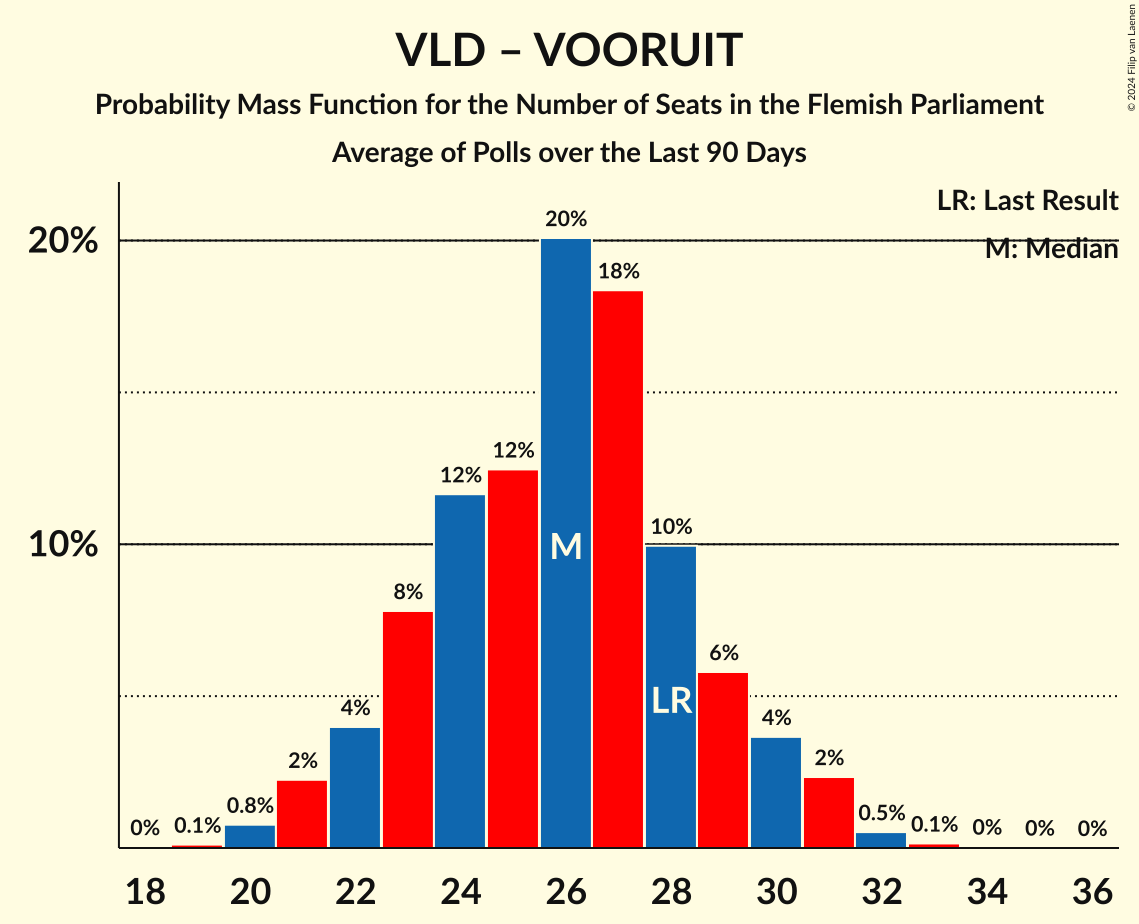 VLD – VOORUIT
Probability Mass Function for the Number of Seats in the Flemish Parliament
Average of Polls over the Last 90 Days
© 2024 Filip van Laenen
LR: Last Result
M: Median
20%
10%
0%
0.1%
0.8%
2%
4%
8%
12%
12%
20%
18%
10%
6%
4%
2%
0.5%
0.1%
0%
0%
0%
M
LR
18 20 22 24 26 28 30 32 34 36